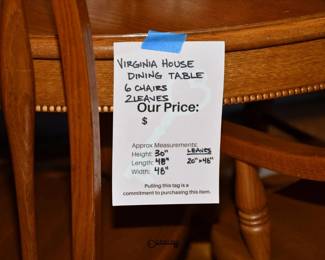 VIRGINIA HOUSE
DINING TABLE
6 CHAIRS
2 LEAVES
Our Price:
$
Approx Measurements:
Height: 30"
Length: 48"
Width: 48"
LEAVES
20" x 48"
Pulling this tag is a
commitment to purchasing this item.